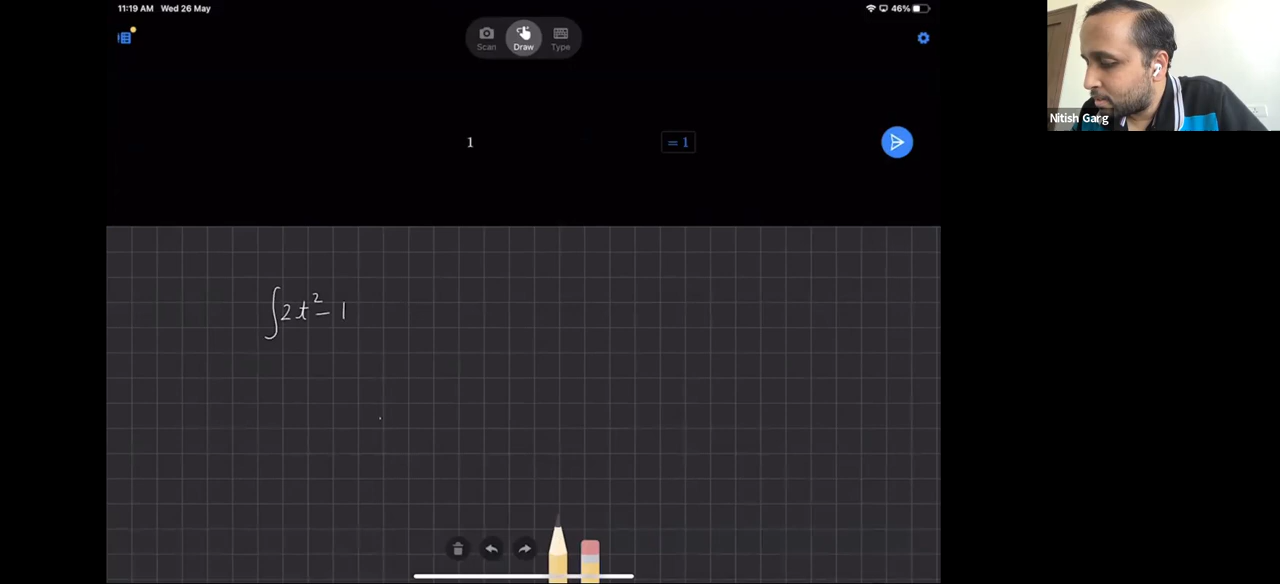 11:19 AM Wed 26 May
46%
Scan Draw Type
1 = 1
∫2t² − 1
Nitish Garg